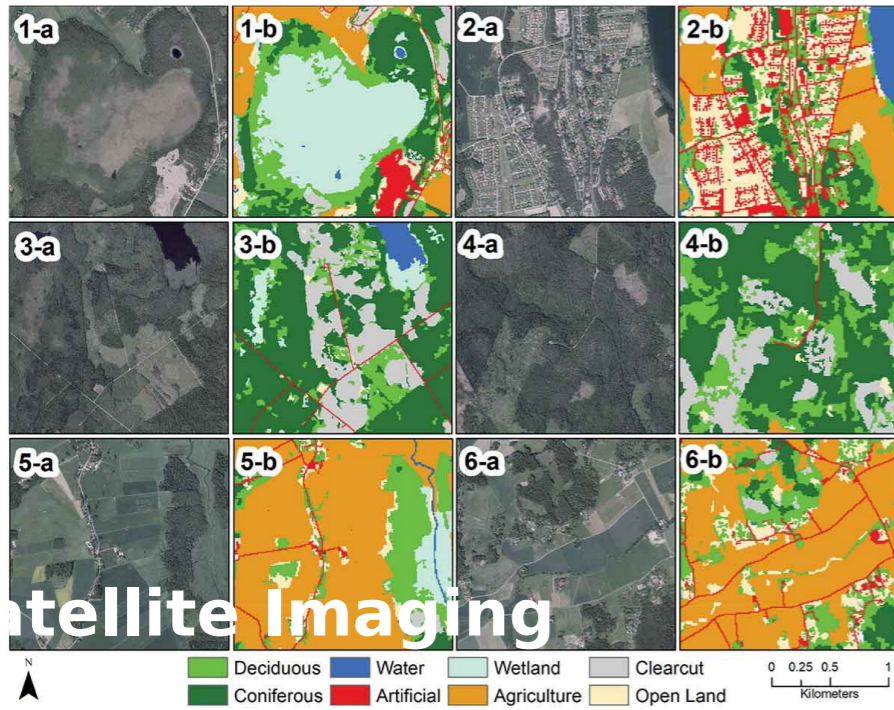 1-a 1-b 2-a 2-b
3-a 3-b 4-a 4-b
5-a 5-b 6-a 6-b
atellite Imaging
N
Deciduous Water Wetland Clearcut
Coniferous Artificial Agriculture Open Land
0 0.25 0.5 1
Kilometers